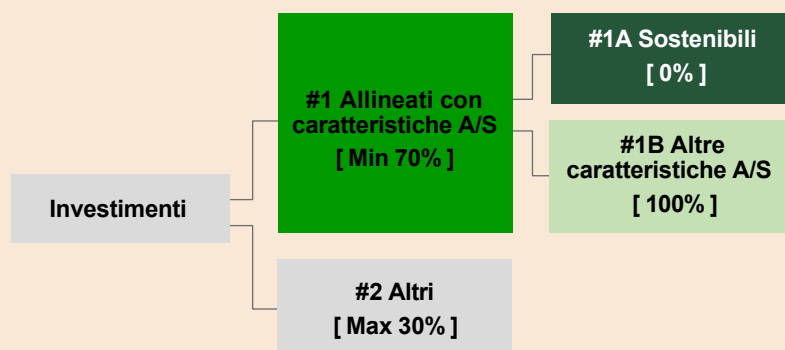 Investimenti
#1 Allineati con
caratteristiche A/S
[ Min 70% ]
#2 Altri
[ Max 30% ]
#1A Sostenibili
[ 0% ]
#1B Altre
caratteristiche A/S
[ 100% ]